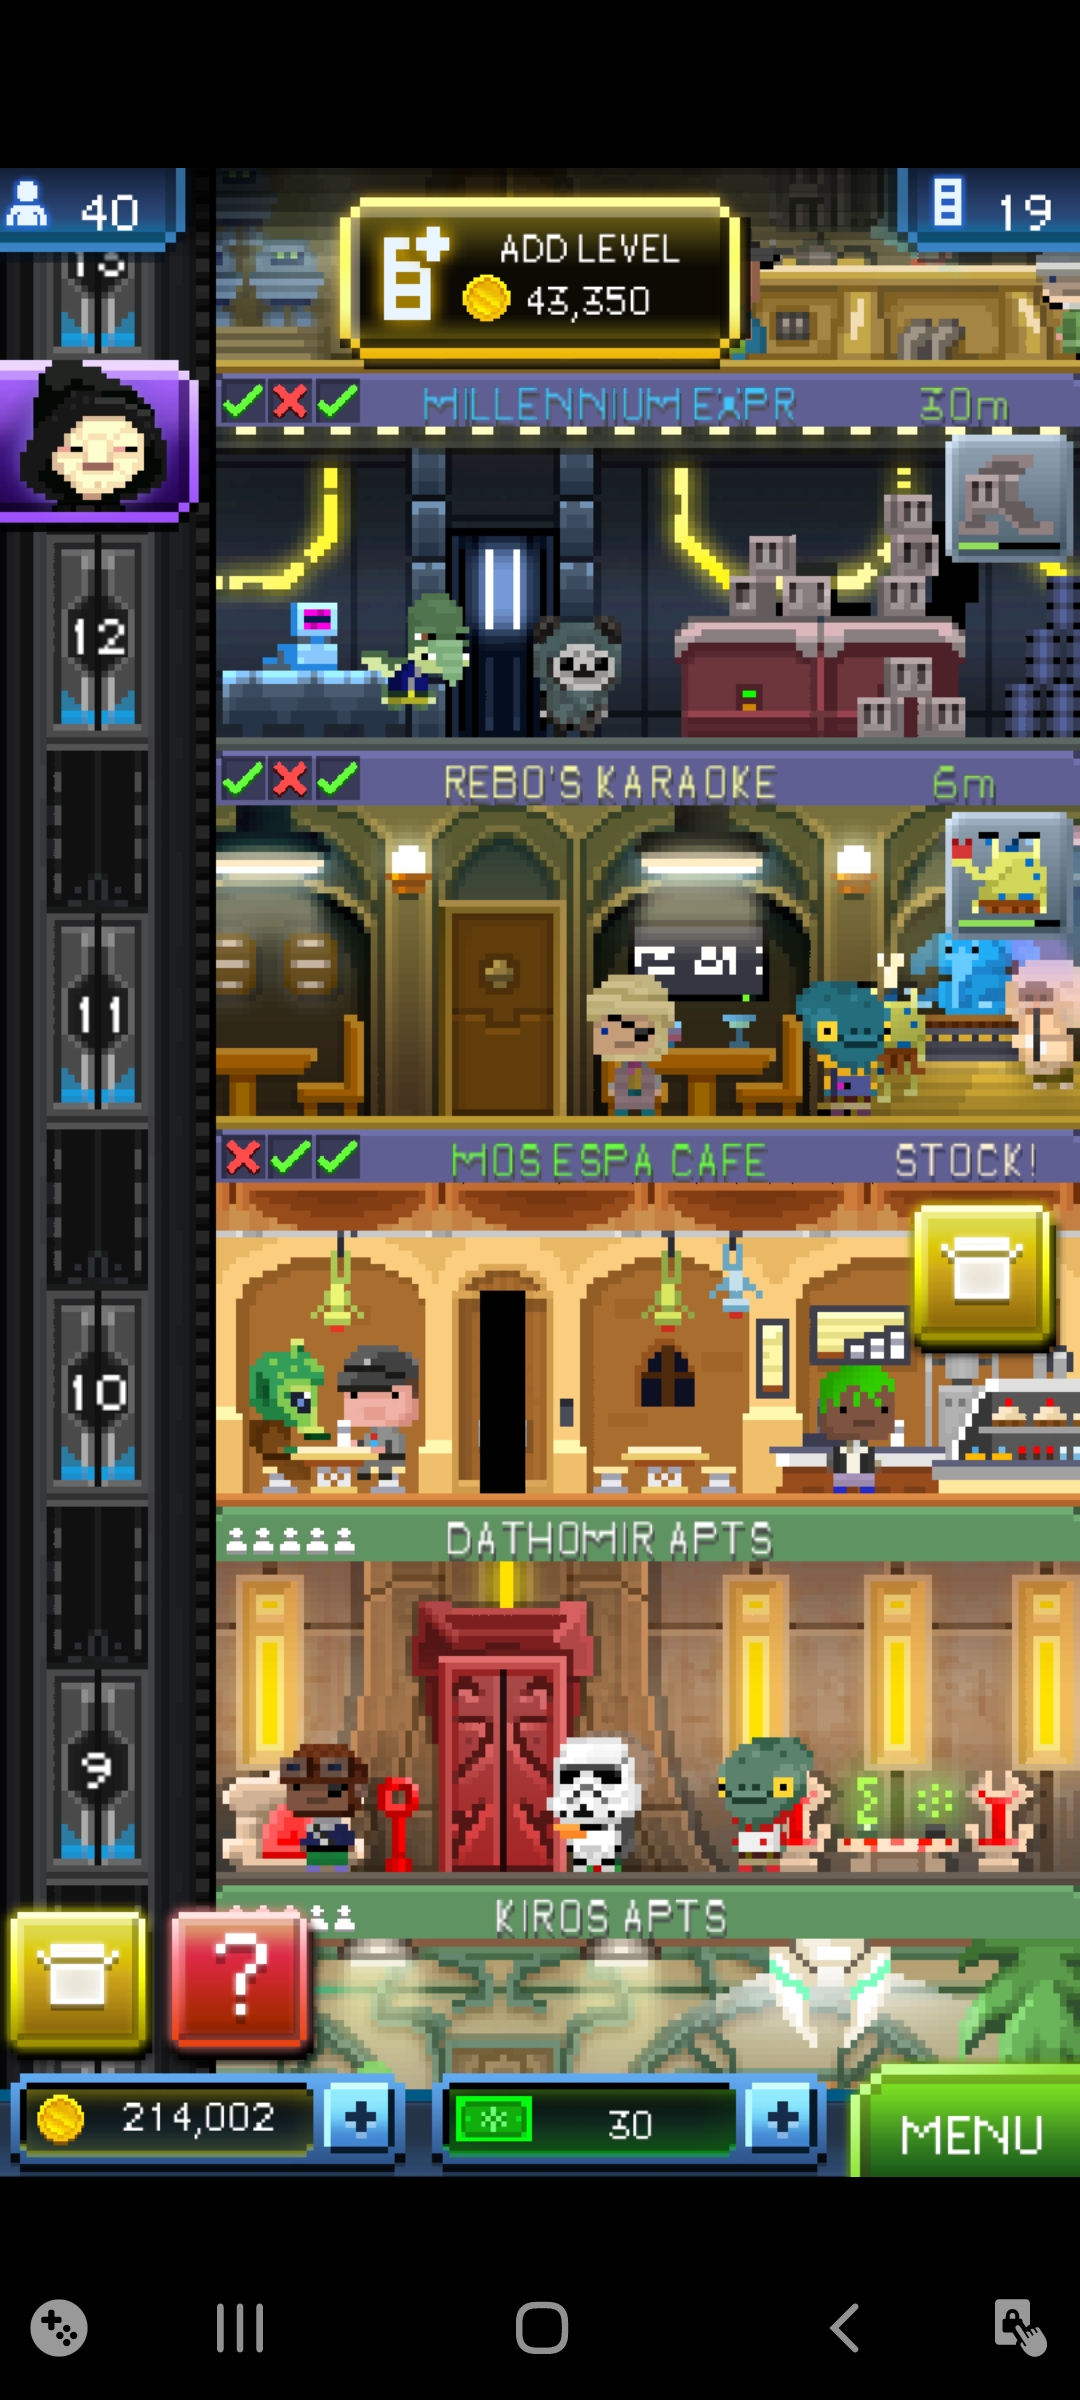 40
19
ADD LEVEL
43,350
MILLENNIUM EXPR 30m
12
REBO'S KARAOKE 6m
11
MOS ESPA CAFE STOCK!
10
DATHOMIR APTS
9
KIROS APTS
?
214,002 + 30 +
MENU